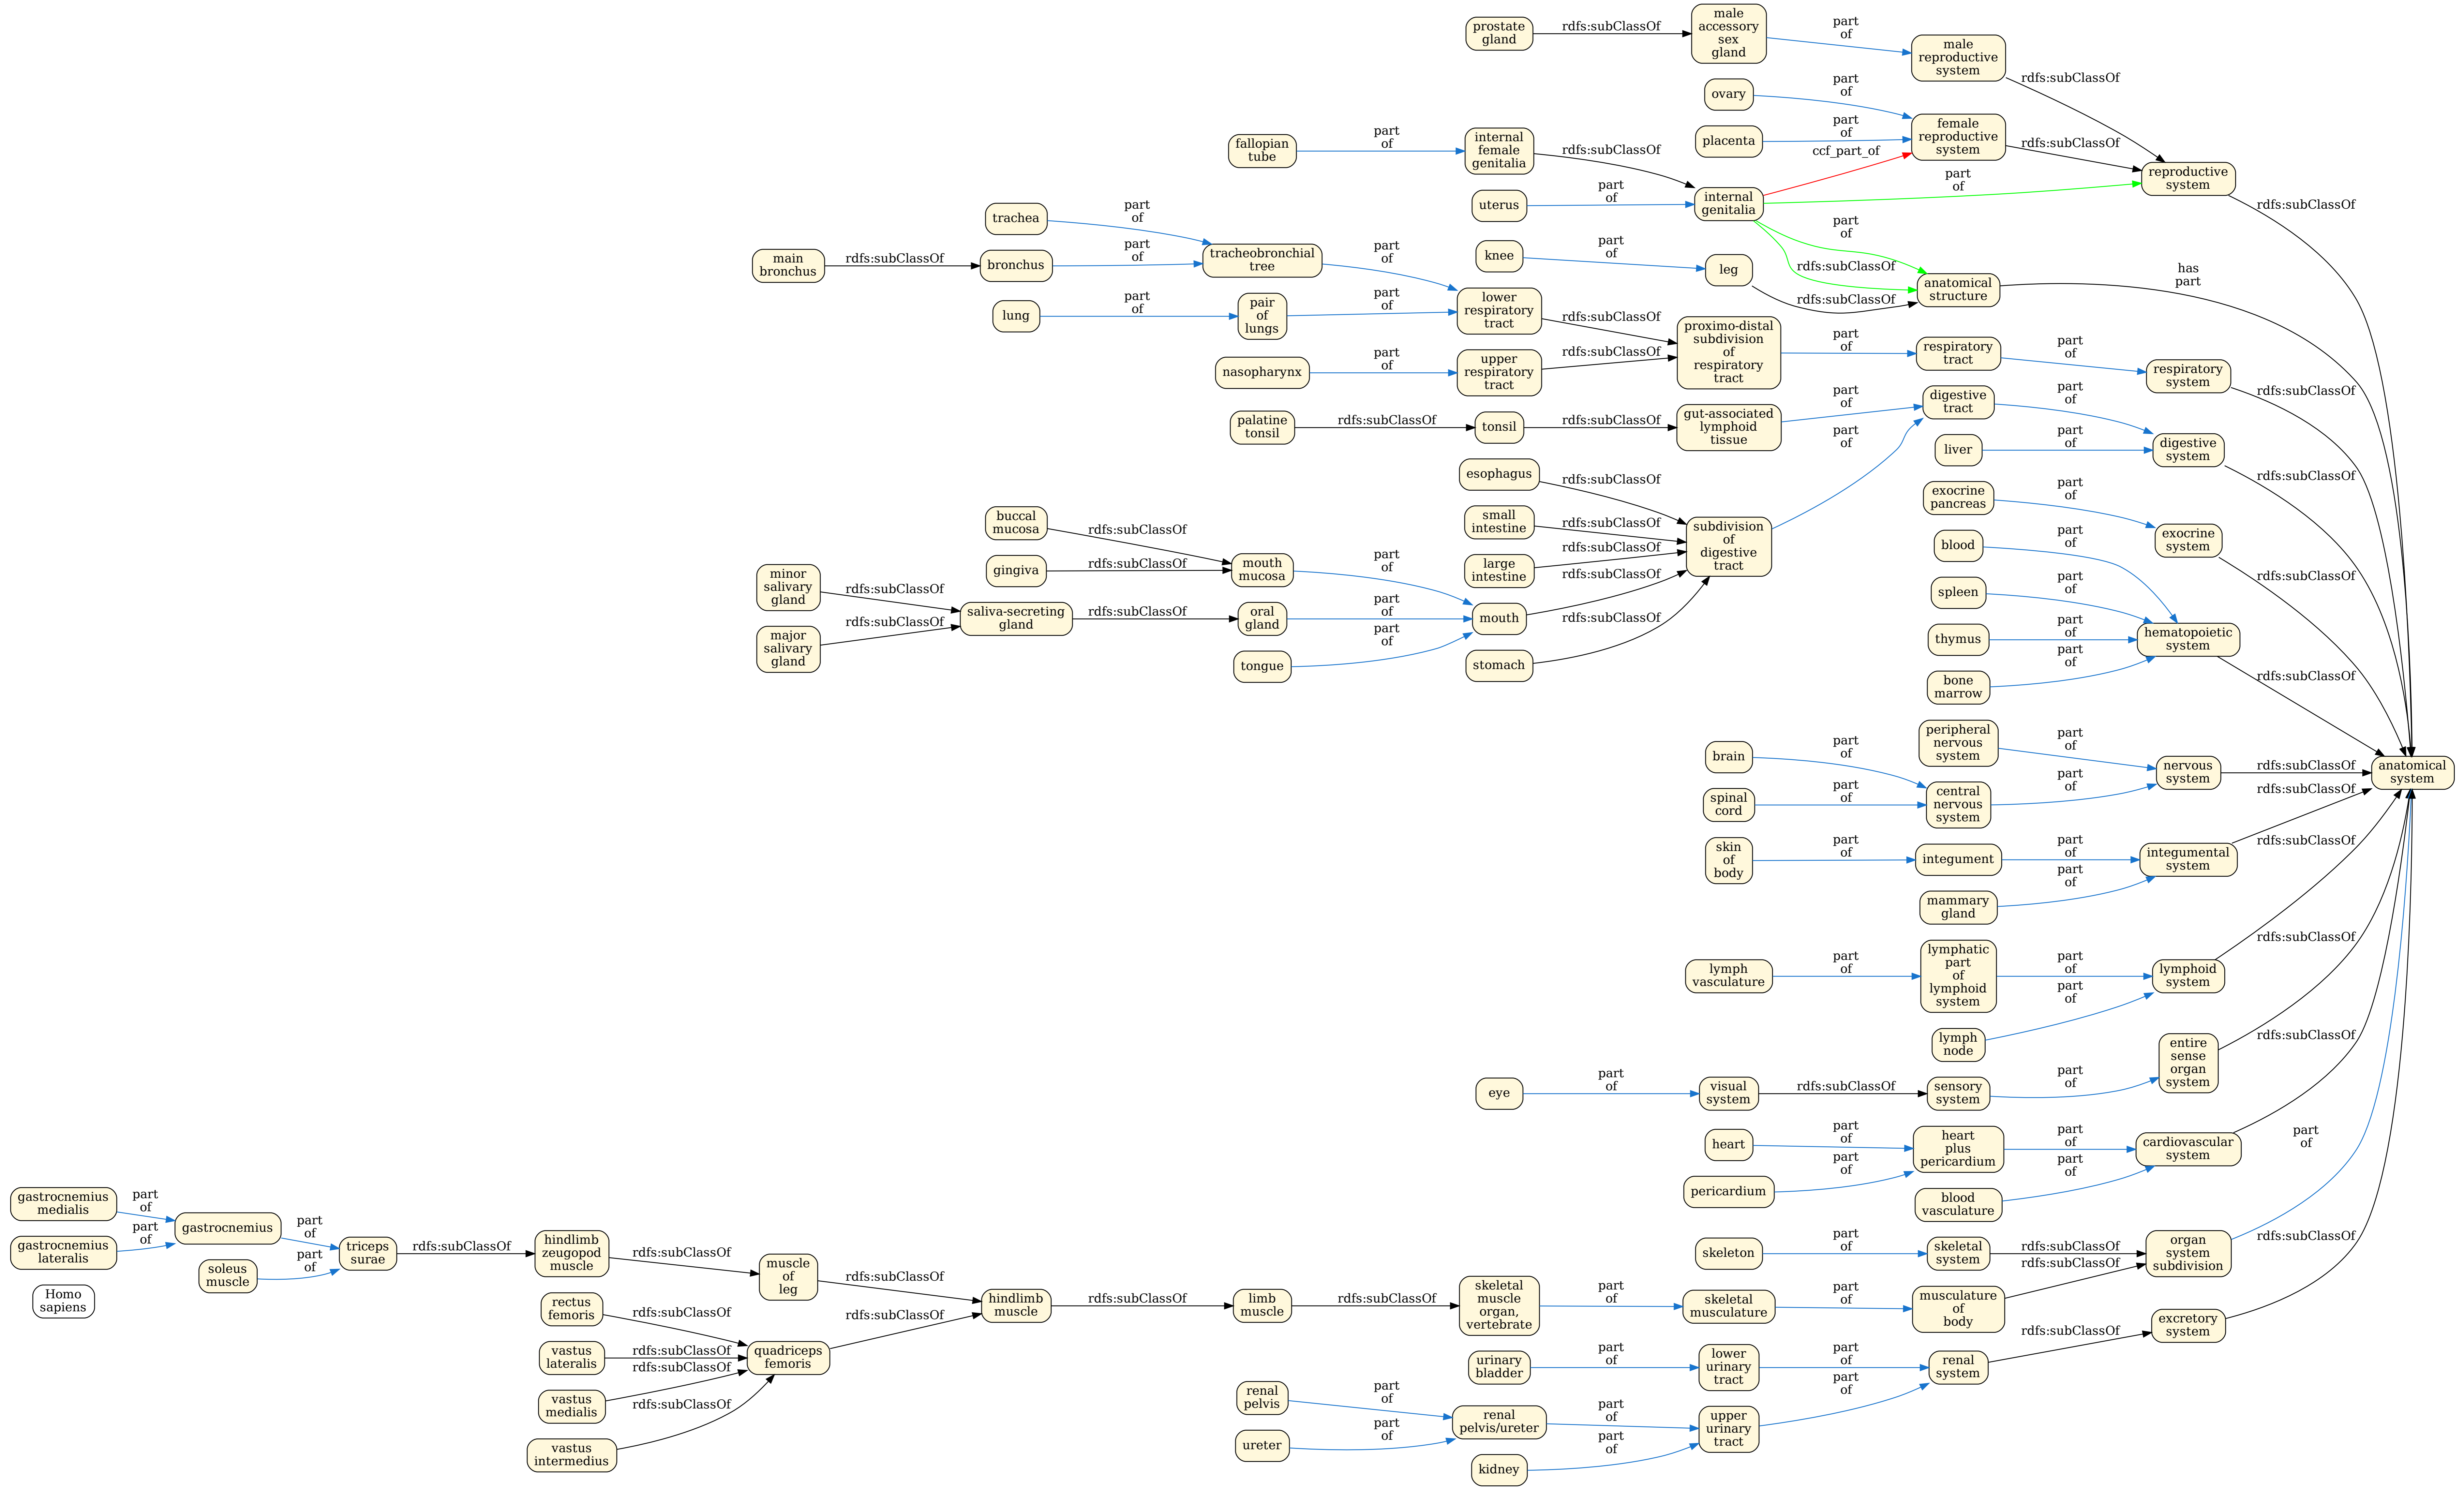 prostate
gland
rdfs:subClassOf
male
accessory
sex
gland
part
of
male
reproductive
system
rdfs:subClassOf
ovary
part
of
placenta
part
of
female
reproductive
system
rdfs:subClassOf
fallopian
tube
part
of
internal
female
genitalia
rdfs:subClassOf
ccf_part_of
uterus
part
of
internal
genitalia
part
of
reproductive
system
rdfs:subClassOf
part
of
rdfs:subClassOf
trachea
part
of
main
bronchus
rdfs:subClassOf
bronchus
part
of
tracheobronchial
tree
part
of
knee
part
of
leg
rdfs:subClassOf
anatomical
structure
has
part
lung
part
of
pair
of
lungs
part
of
lower
respiratory
tract
rdfs:subClassOf
nasopharynx
part
of
upper
respiratory
tract
rdfs:subClassOf
proximo-distal
subdivision
of
respiratory
tract
part
of
respiratory
tract
part
of
respiratory
system
rdfs:subClassOf
palatine
tonsil
rdfs:subClassOf
tonsil
rdfs:subClassOf
gut-associated
lymphoid
tissue
part
of
digestive
tract
part
of
part
of
liver
part
of
digestive
system
rdfs:subClassOf
esophagus
rdfs:subClassOf
small
intestine
rdfs:subClassOf
large
intestine
rdfs:subClassOf
subdivision
of
digestive
tract
exocrine
pancreas
part
of
exocrine
system
rdfs:subClassOf
buccal
mucosa
rdfs:subClassOf
gingiva
rdfs:subClassOf
mouth
mucosa
part
of
minor
salivary
gland
rdfs:subClassOf
major
salivary
gland
rdfs:subClassOf
saliva-secreting
gland
rdfs:subClassOf
oral
gland
part
of
tongue
part
of
mouth
rdfs:subClassOf
stomach
rdfs:subClassOf
blood
part
of
spleen
part
of
thymus
part
of
bone
marrow
part
of
hematopoietic
system
rdfs:subClassOf
brain
part
of
spinal
cord
part
of
peripheral
nervous
system
part
of
central
nervous
system
part
of
nervous
system
rdfs:subClassOf
anatomical
system
skin
of
body
part
of
integument
part
of
mammary
gland
part
of
integumental
system
rdfs:subClassOf
lymph
vasculature
part
of
lymphatic
part
of
lymphoid
system
part
of
lymph
node
part
of
lymphoid
system
rdfs:subClassOf
eye
part
of
visual
system
rdfs:subClassOf
sensory
system
part
of
entire
sense
organ
system
rdfs:subClassOf
heart
part
of
pericardium
part
of
heart
plus
pericardium
part
of
blood
vasculature
part
of
cardiovascular
system
rdfs:subClassOf
gastrocnemius
medialis
part
of
gastrocnemius
lateralis
part
of
gastrocnemius
part
of
soleus
muscle
part
of
triceps
surae
rdfs:subClassOf
hindlimb
zeugopod
muscle
rdfs:subClassOf
muscle
of
leg
rdfs:subClassOf
Homo
sapiens
rectus
femoris
rdfs:subClassOf
vastus
lateralis
rdfs:subClassOf
vastus
medialis
rdfs:subClassOf
vastus
intermedius
rdfs:subClassOf
quadriceps
femoris
rdfs:subClassOf
hindlimb
muscle
rdfs:subClassOf
limb
muscle
rdfs:subClassOf
skeletal
muscle
organ,
vertebrate
part
of
skeletal
musculature
part
of
musculature
of
body
rdfs:subClassOf
skeleton
part
of
skeletal
system
rdfs:subClassOf
organ
system
subdivision
part
of
urinary
bladder
part
of
lower
urinary
tract
part
of
renal
pelvis
part
of
ureter
part
of
renal
pelvis/ureter
part
of
kidney
part
of
upper
urinary
tract
part
of
renal
system
rdfs:subClassOf
excretory
system
rdfs:subClassOf